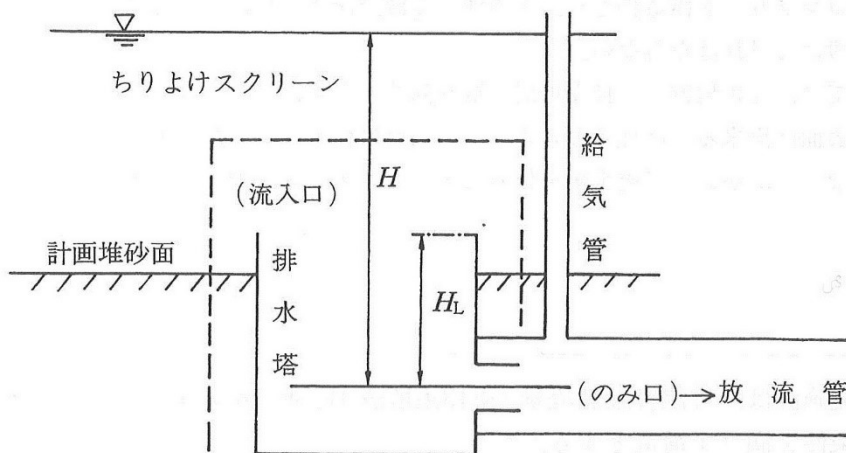 ちりよけスクリーン
(流入口)
H
給気管
計画堆砂面
排水塔
H_L
(のみ口)→放流管